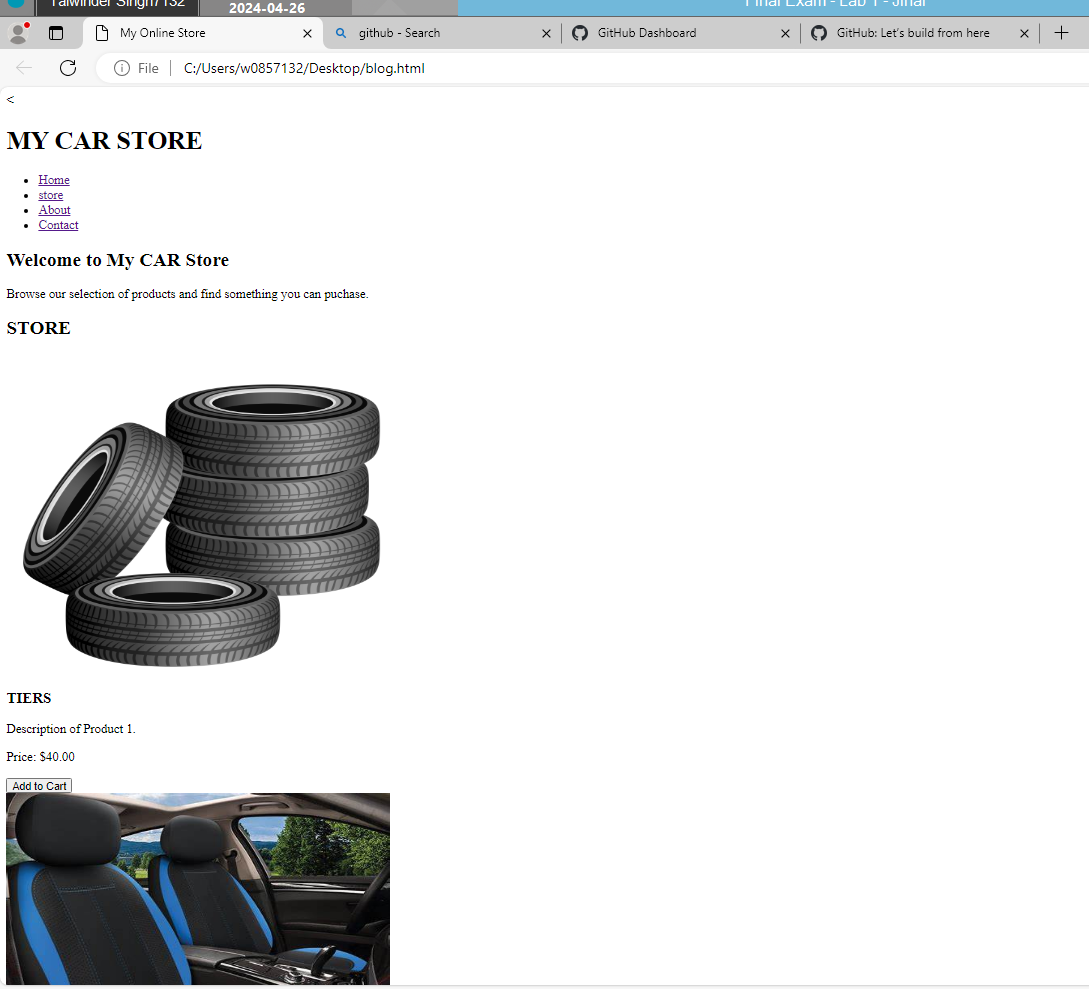 Talwinder Singh7132
2024-04-26
Final Exam - Lab 1 - Jinal
My Online Store
github - Search
GitHub Dashboard
GitHub: Let's build from here
File
C:/Users/w0857132/Desktop/blog.html
<
MY CAR STORE
Home
store
About
Contact
Welcome to My CAR Store
Browse our selection of products and find something you can puchase.
STORE
TIERS
Description of Product 1.
Price: $40.00
Add to Cart